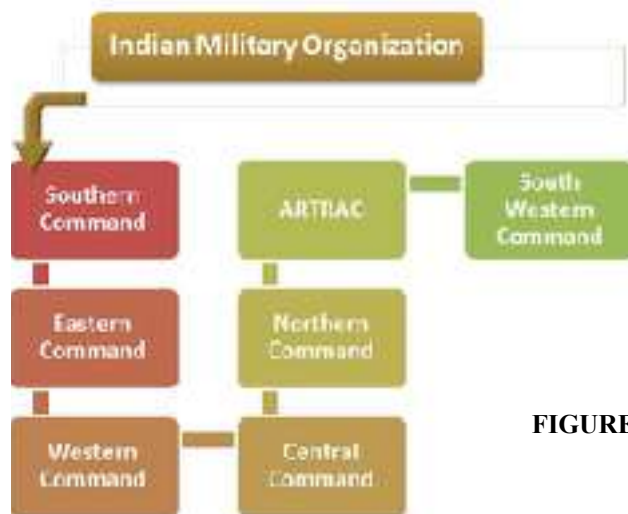 Indian Military Organization
Southern
Command
Eastern
Command
Western
Command
Central
Command
Northern
Command
ARTRAC
South
Western
Command
FIGURE